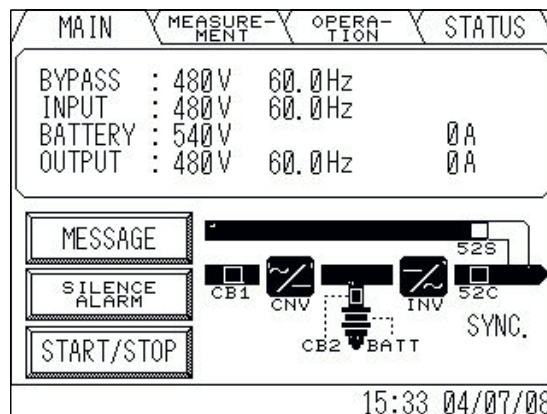 MAIN
MEASURE-
MENT
OPERA-
TION
STATUS
BYPASS : 480V 60.0Hz
INPUT : 480V 60.0Hz
BATTERY : 540V 0A
OUTPUT : 480V 60.0Hz 0A
MESSAGE
52S
SILENCE
ALARM
CB1
CNV
INV
52C
SYNC.
START/STOP
CB2
BATT
15:33 04/07/08